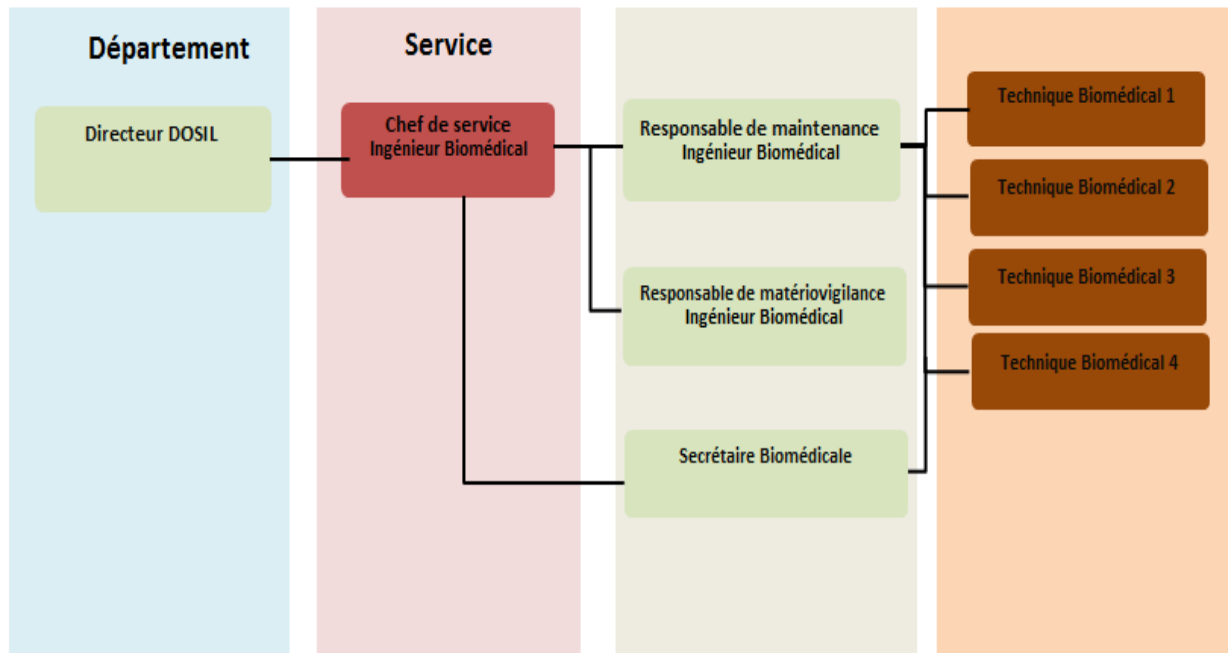 Département
Directeur DOSIL
Service
Chef de service
Ingénieur Biomédical
Responsable de maintenance
Ingénieur Biomédical
Responsable de matériovigilance
Ingénieur Biomédical
Secrétaire Biomédicale
Technique Biomédical 1
Technique Biomédical 2
Technique Biomédical 3
Technique Biomédical 4